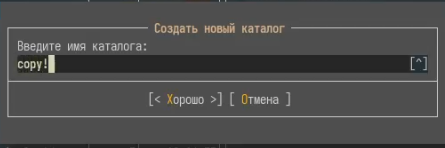 Создать новый каталог
Введите имя каталога:
copy! [^]
[< Хорошо >] [ Отмена ]